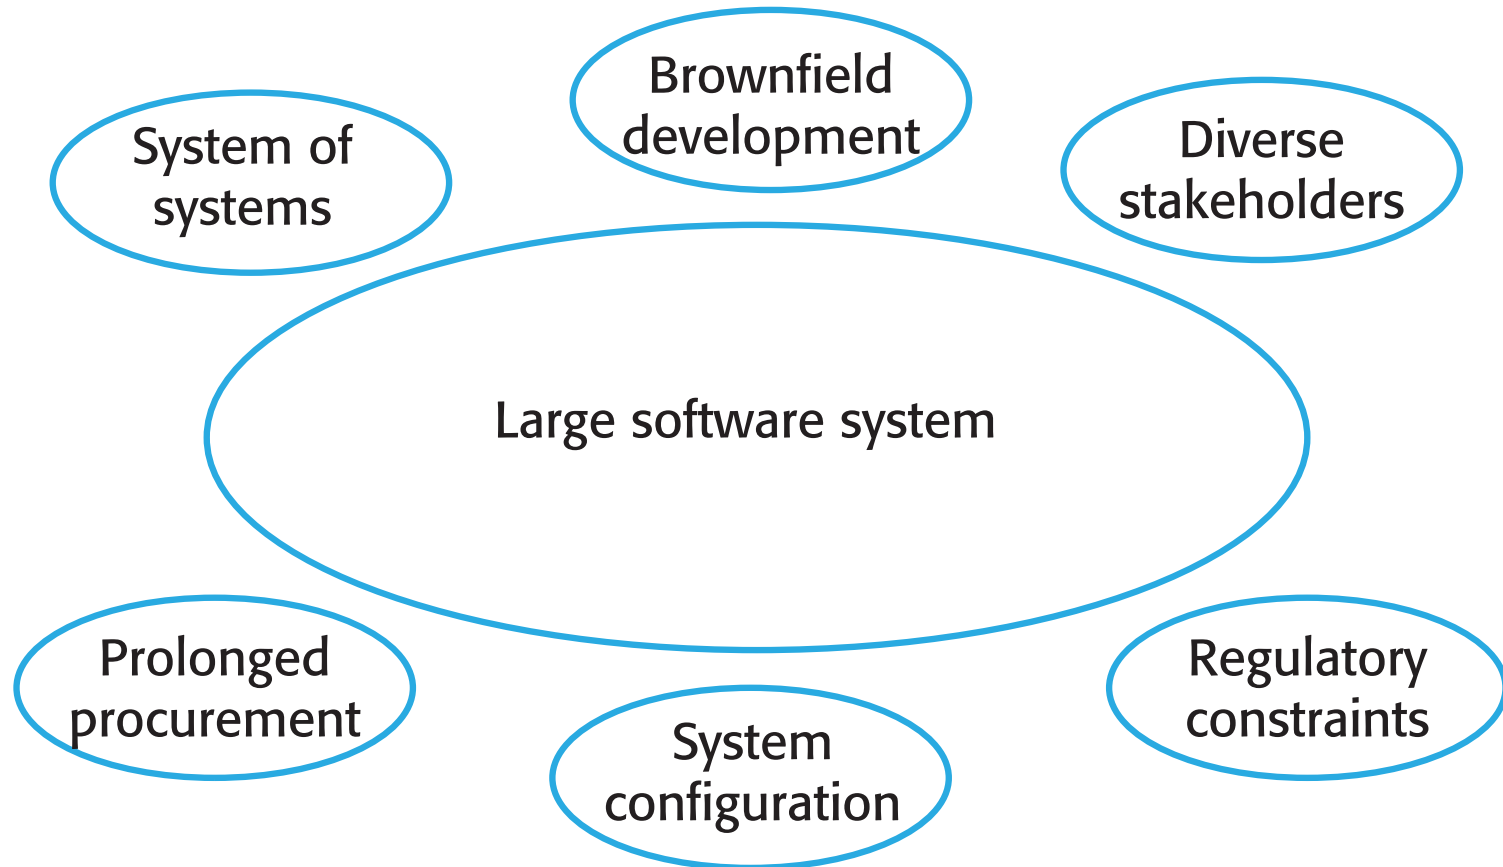 Brownfield
development
System of
systems
Diverse
stakeholders
Large software system
Prolonged
procurement
System
configuration
Regulatory
constraints